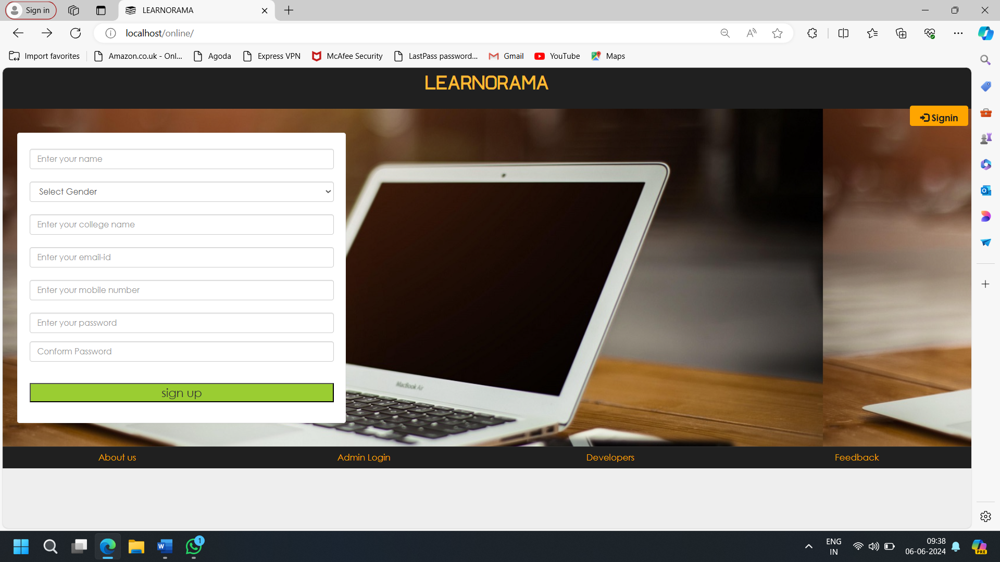 Sign in
LEARNORAMA
localhost/online/
Import favorites
Amazon.co.uk - Onl...
Agoda
Express VPN
McAfee Security
LastPass password...
Gmail
YouTube
Maps
LEARNORAMA
Signin
Enter your name
Select Gender
Enter your college name
Enter your email-id
Enter your mobile number
Enter your password
Conform Password
sign up
MacBook Air
About us
Admin Login
Developers
Feedback
1
ENG
IN
09:38
06-06-2024
PRE